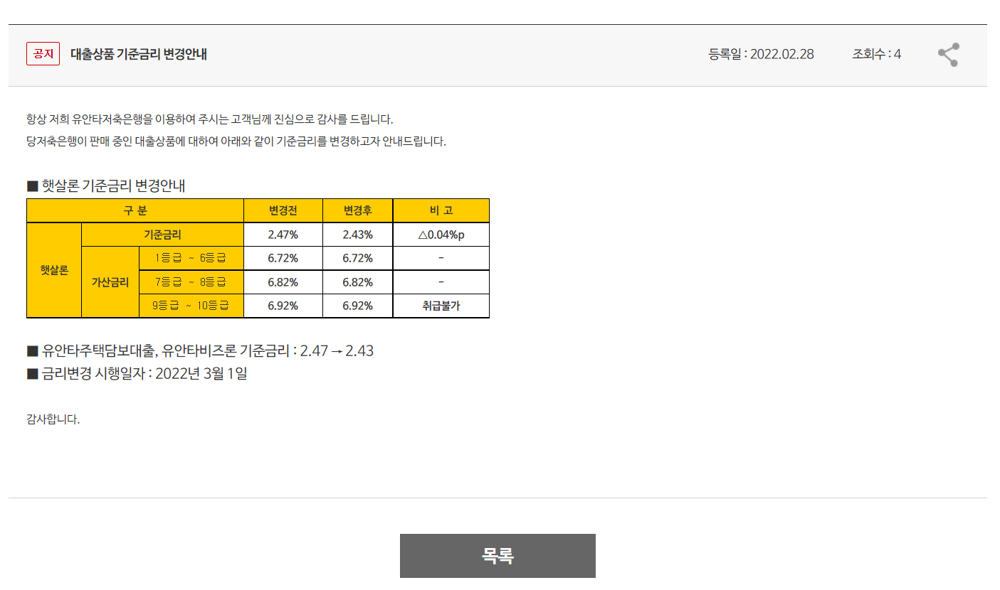 공지 대출상품 기준금리 변경안내 등록일 : 2022.02.28 조회수 : 4
항상 저희 유안타저축은행을 이용하여 주시는 고객님께 진심으로 감사를 드립니다.
당저축은행이 판매 중인 대출상품에 대하여 아래와 같이 기준금리를 변경하고자 안내드립니다.
■ 햇살론 기준금리 변경안내
구 분 변경전 변경후 비 고
햇살론 기준금리 2.47% 2.43% △0.04%p
가산금리 1등급 ~ 6등급 6.72% 6.72% -
7등급 ~ 8등급 6.82% 6.82% -
9등급 ~ 10등급 6.92% 6.92% 취급불가
■ 유안타주택담보대출, 유안타비즈론 기준금리 : 2.47 → 2.43
■ 금리변경 시행일자 : 2022년 3월 1일
감사합니다.
목록